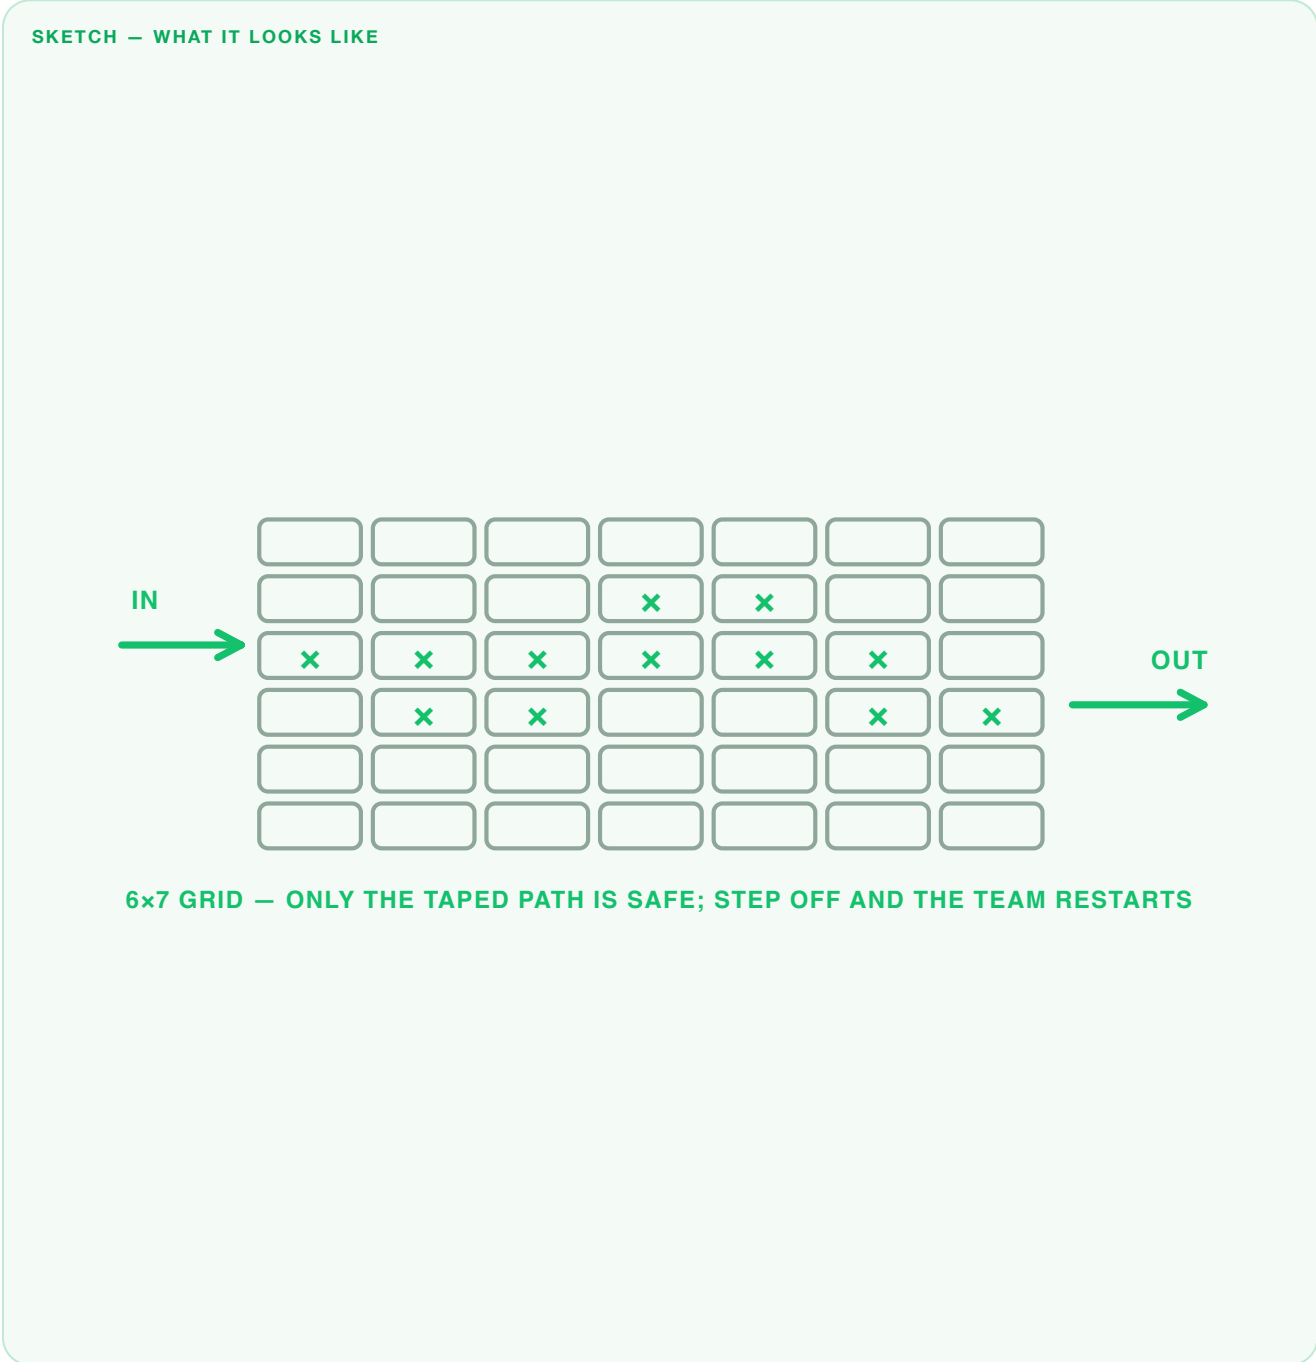 SKETCH — WHAT IT LOOKS LIKE
IN
× ×
× × × × × ×
OUT
× × × ×
6×7 GRID — ONLY THE TAPED PATH IS SAFE; STEP OFF AND THE TEAM RESTARTS